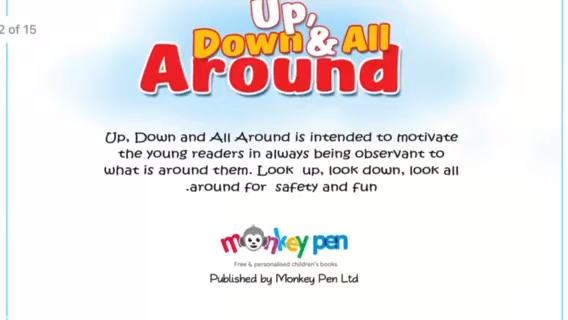 2 of 15
Up,
Down & All
Around
Up, Down and All Around is intended to motivate
the young readers in always being observant to
what is around them. Look up, look down, look all
.around for safety and fun
monkey pen
Free & personalised children's books
Published by Monkey Pen Ltd